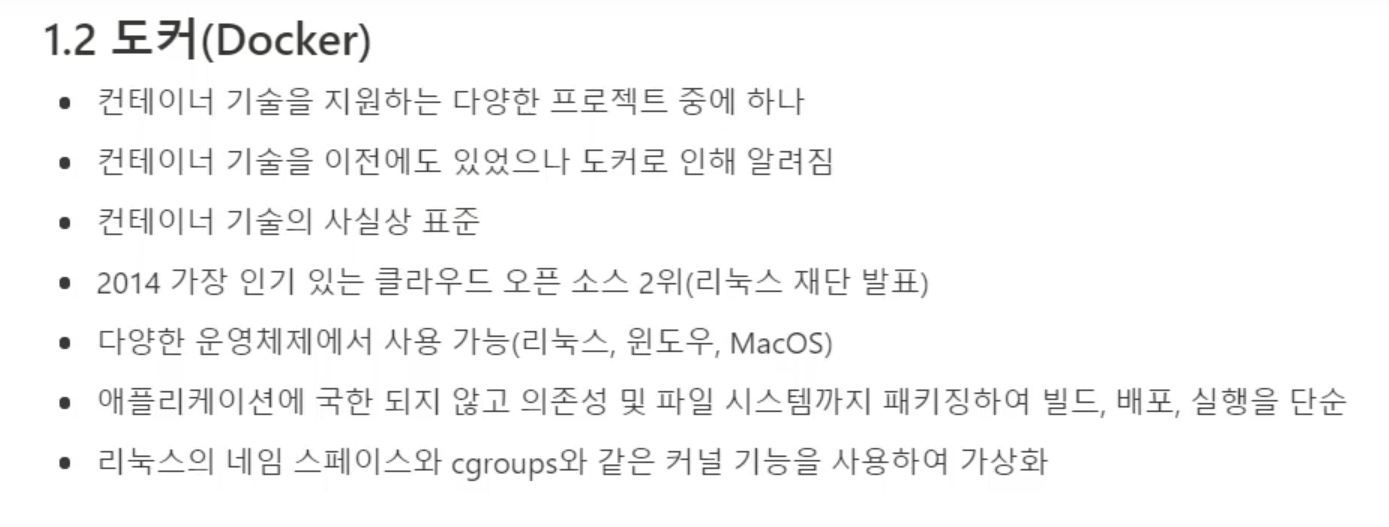 1.2 도커(Docker)
• 컨테이너 기술을 지원하는 다양한 프로젝트 중에 하나
• 컨테이너 기술을 이전에도 있었으나 도커로 인해 알려짐
• 컨테이너 기술의 사실상 표준
• 2014 가장 인기 있는 클라우드 오픈 소스 2위(리눅스 재단 발표)
• 다양한 운영체제에서 사용 가능(리눅스, 윈도우, MacOS)
• 애플리케이션에 국한 되지 않고 의존성 및 파일 시스템까지 패키징하여 빌드, 배포, 실행을 단순
• 리눅스의 네임 스페이스와 cgroups와 같은 커널 기능을 사용하여 가상화